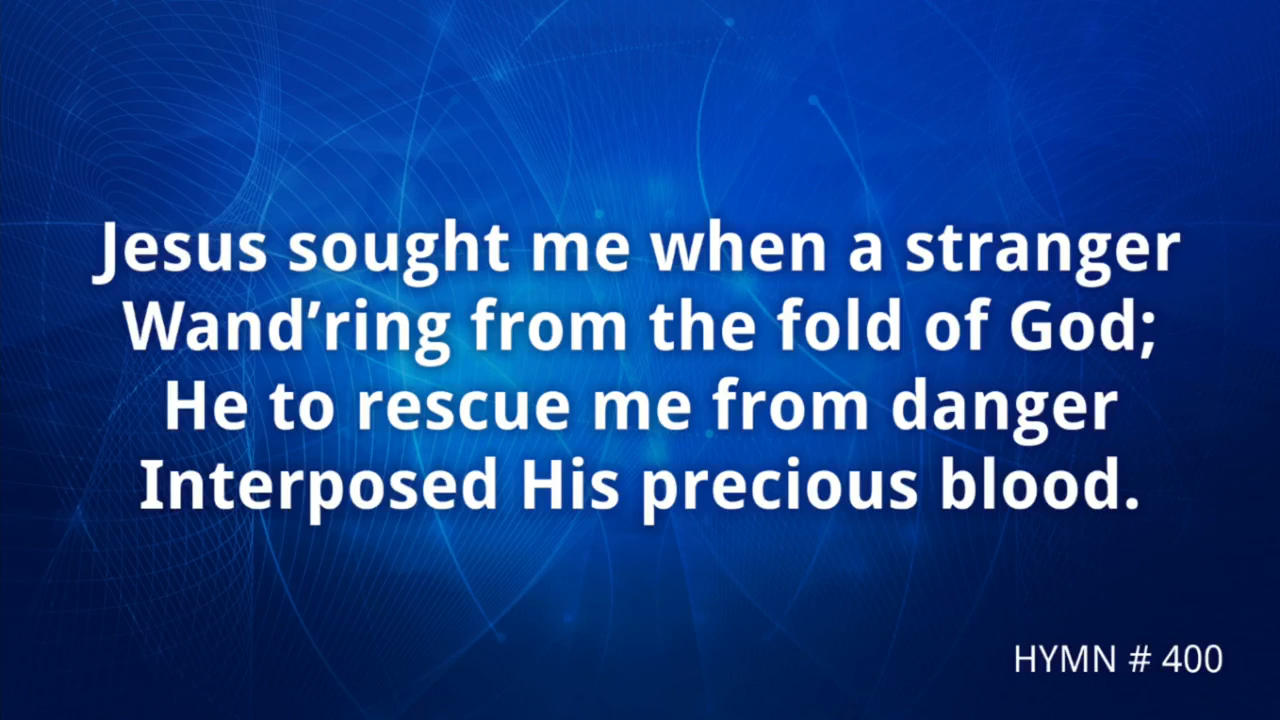 Jesus sought me when a stranger
Wand’ring from the fold of God;
He to rescue me from danger
Interposed His precious blood.
HYMN # 400